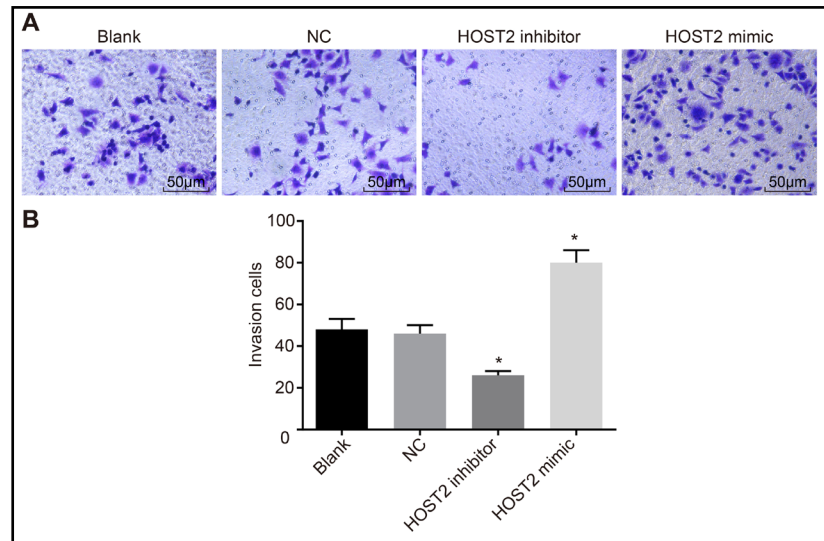 A
Blank NC HOST2 inhibitor HOST2 mimic
50μm 50μm 50μm 50μm
B
100
80
60
40
20
0
Invasion cells
* *
Blank NC HOST2 inhibitor HOST2 mimic